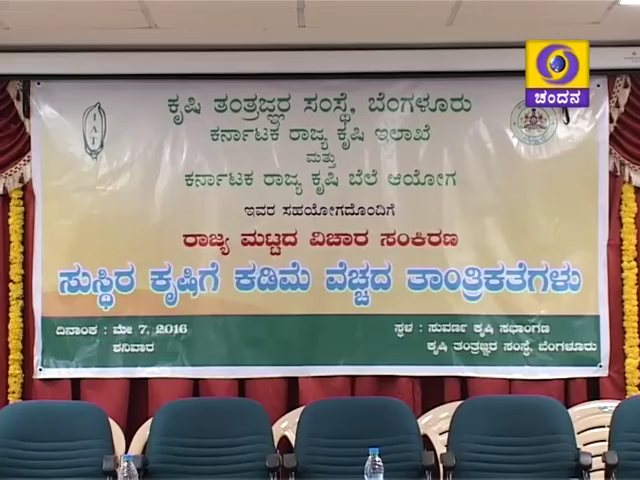 ಚಂದನ
ಕೃಷಿ ತಂತ್ರಜ್ಞರ ಸಂಸ್ಥೆ, ಬೆಂಗಳೂರು
IAT
ಕರ್ನಾಟಕ ರಾಜ್ಯ ಕೃಷಿ ಇಲಾಖೆ
ಮತ್ತು
ಕರ್ನಾಟಕ ರಾಜ್ಯ ಕೃಷಿ ಬೆಲೆ ಆಯೋಗ
ಇವರ ಸಹಯೋಗದೊಂದಿಗೆ
ರಾಜ್ಯ ಮಟ್ಟದ ವಿಚಾರ ಸಂಕಿರಣ
ಸುಸ್ಥಿರ ಕೃಷಿಗೆ ಕಡಿಮೆ ವೆಚ್ಚದ ತಾಂತ್ರಿಕತೆಗಳು
ದಿನಾಂಕ : ಮೇ 7, 2016 ಸ್ಥಳ : ಸುವರ್ಣ ಕೃಷಿ ಸಭಾಂಗಣ
ಶನಿವಾರ ಕೃಷಿ ತಂತ್ರಜ್ಞರ ಸಂಸ್ಥೆ, ಬೆಂಗಳೂರು